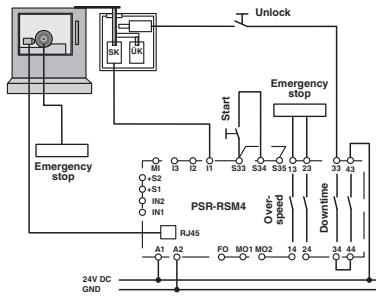 Unlock
SK
ÜK
Emergency
stop
Start
Emergency
stop
MI I3 I2 I1 S33 S34 S35 13 23 33 43
+S2
+S1
IN2
IN1
PSR-RSM4
Over-
speed
Downtime
RJ45
A1 A2 FO MO1 MO2 14 24 34 44
24V DC
GND